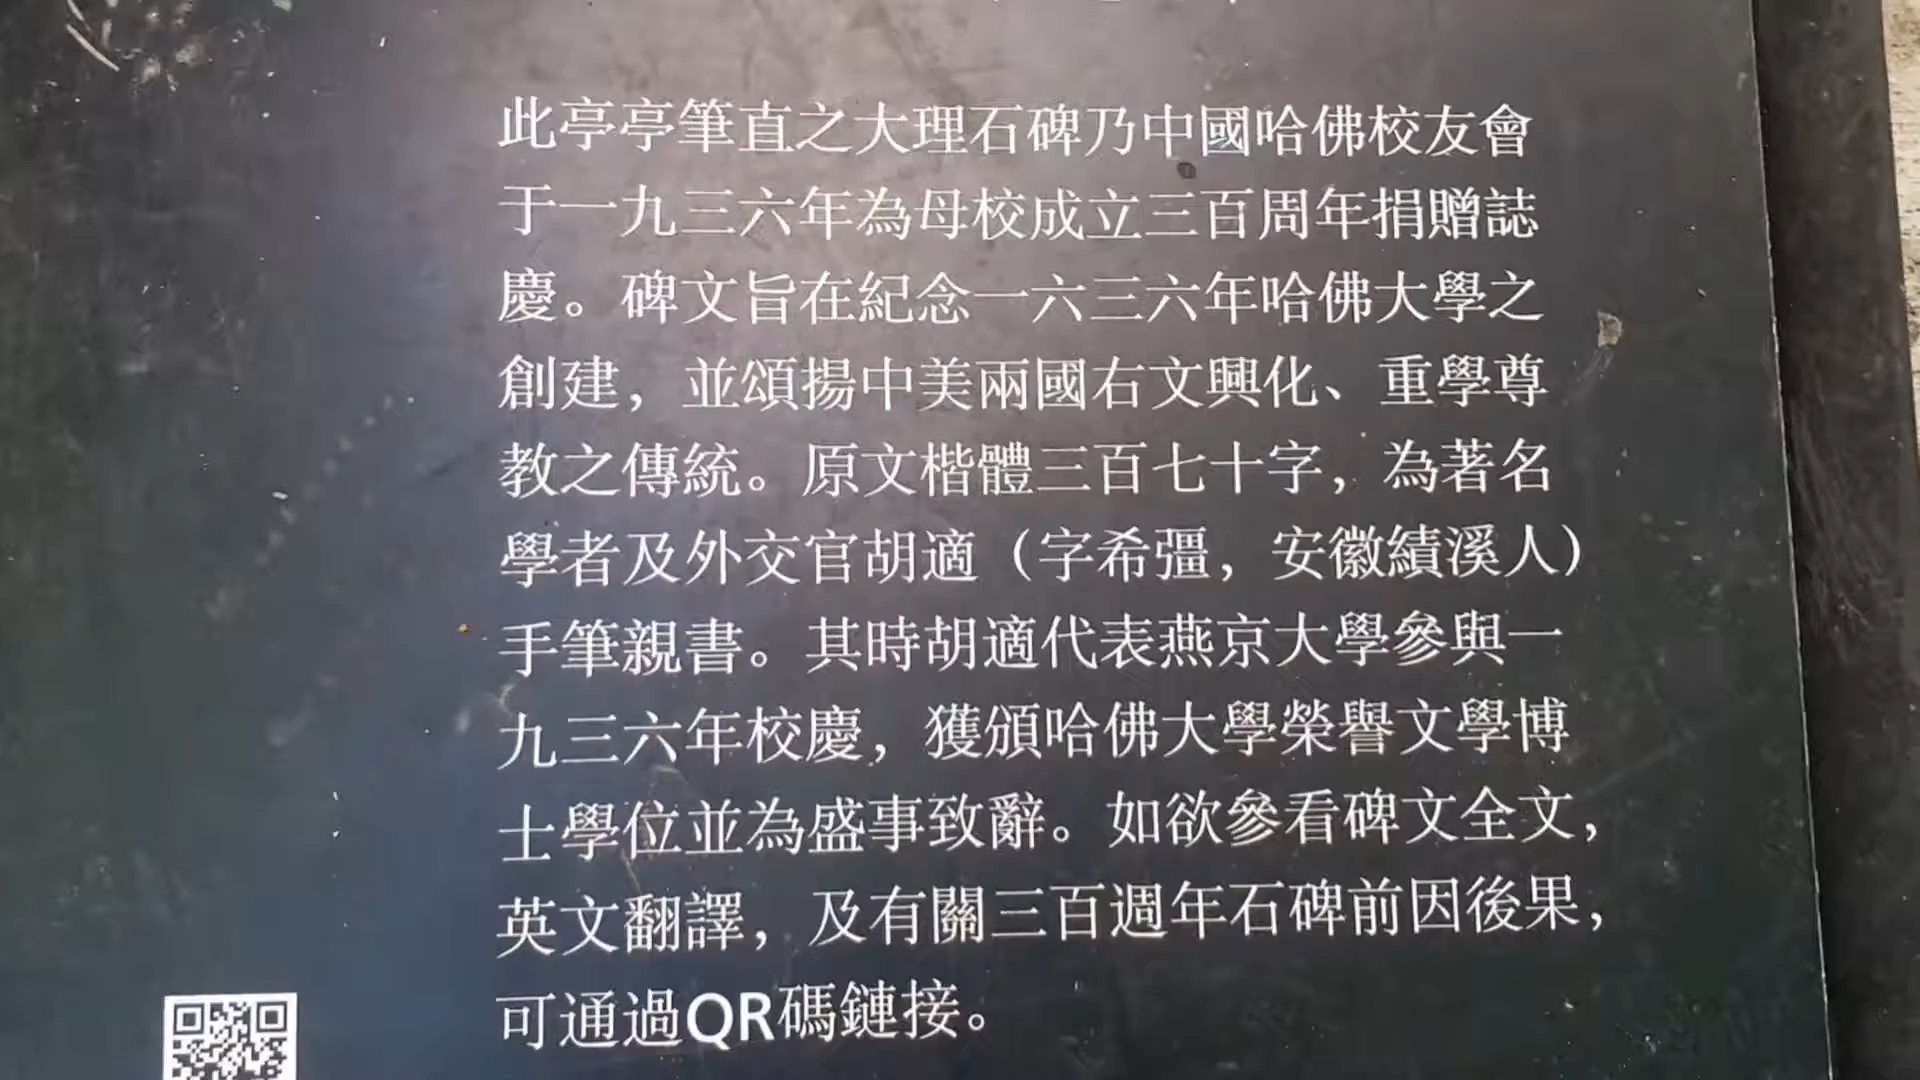 此亭亭筆直之大理石碑乃中國哈佛校友會
于一九三六年為母校成立三百周年捐贈誌
慶。碑文旨在紀念一六三六年哈佛大學之
創建，並頌揚中美兩國右文興化、重學尊
教之傳統。原文楷體三百七十字，為著名
學者及外交官胡適（字希彊，安徽績溪人）
手筆親書。其時胡適代表燕京大學參與一
九三六年校慶，獲頒哈佛大學榮譽文學博
士學位並為盛事致辭。如欲參看碑文全文，
英文翻譯，及有關三百週年石碑前因後果，
可通過QR碼鏈接。